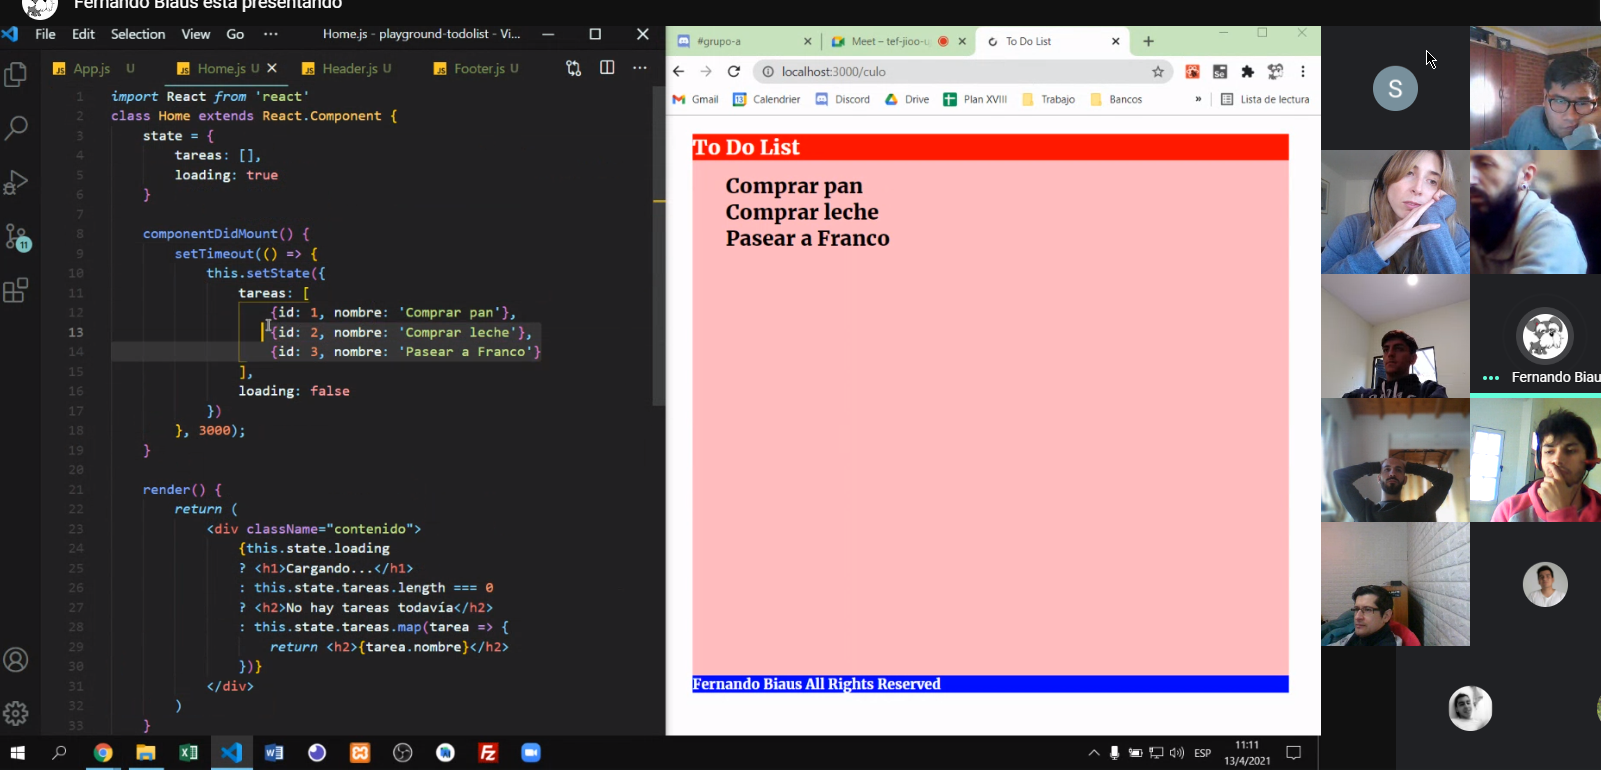 Fernando Biaus está presentando
File Edit Selection View Go ··· Home.js - playground-todolist - Vi...
App.js U Home.js U Header.js U Footer.js U ···
1 import React from 'react'
2 class Home extends React.Component {
3 state = {
4 tareas: [],
5 loading: true
6 }
7
8 componentDidMount() {
9 setTimeout(() => {
10 this.setState({
11 tareas: [
12 {id: 1, nombre: 'Comprar pan'},
13 {id: 2, nombre: 'Comprar leche'},
14 {id: 3, nombre: 'Pasear a Franco'}
15 ],
16 loading: false
17 })
18 }, 3000);
19 }
20
21 render() {
22 return (
23 <div className="contenido">
24 {this.state.loading
25 ? <h1>Cargando...</h1>
26 : this.state.tareas.length === 0
27 ? <h2>No hay tareas todavía</h2>
28 : this.state.tareas.map(tarea => {
29 return <h2>{tarea.nombre}</h2>
30 })}
31 </div>
32 )
33 }
11
#grupo-a Meet – tef-jioo-u To Do List
localhost:3000/culo
Gmail Calendrier Discord Drive Plan XVIII Trabajo Bancos » Lista de lectura
To Do List
Comprar pan
Comprar leche
Pasear a Franco
Fernando Biaus All Rights Reserved
S
Fernando Biau
ESP
11:11
13/4/2021